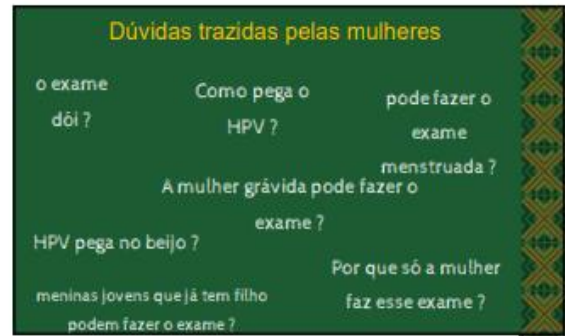 Dúvidas trazidas pelas mulheres
o exame
dói ?
Como pega o
HPV ?
pode fazer o
exame
menstruada ?
A mulher grávida pode fazer o
exame ?
HPV pega no beijo ?
Por que só a mulher
faz esse exame ?
meninas jovens que já tem filho
podem fazer o exame ?